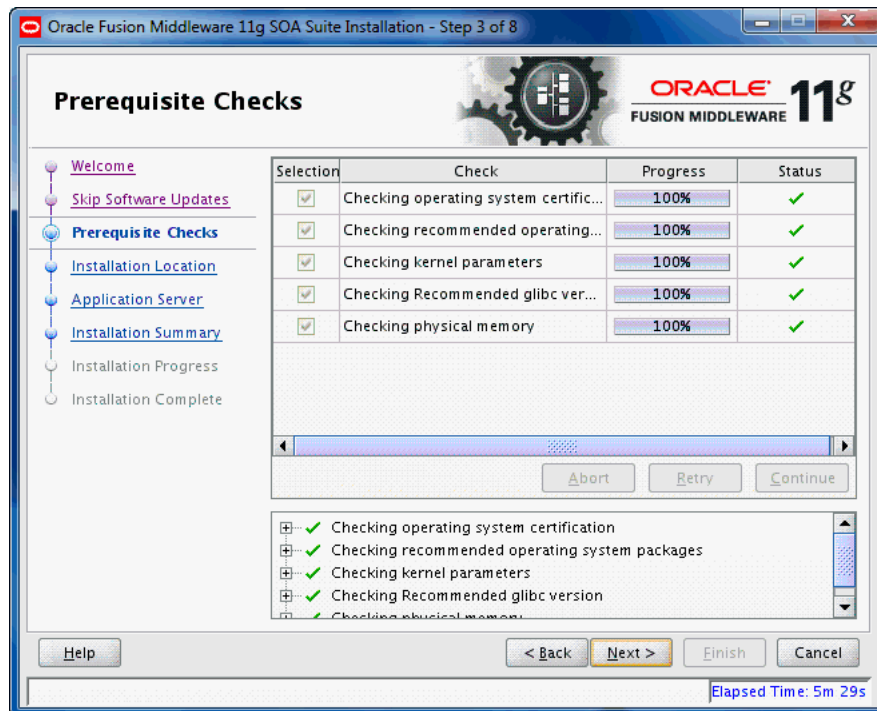 Oracle Fusion Middleware 11g SOA Suite Installation - Step 3 of 8
Prerequisite Checks
ORACLE
FUSION MIDDLEWARE
11g
Welcome
Skip Software Updates
Prerequisite Checks
Installation Location
Application Server
Installation Summary
Installation Progress
Installation Complete
Selection Check Progress Status
Checking operating system certific... 100%
Checking recommended operating... 100%
Checking kernel parameters 100%
Checking Recommended glibc ver... 100%
Checking physical memory 100%
Abort Retry Continue
Checking operating system certification
Checking recommended operating system packages
Checking kernel parameters
Checking Recommended glibc version
Checking physical memory
Help < Back Next > Finish Cancel
Elapsed Time: 5m 29s